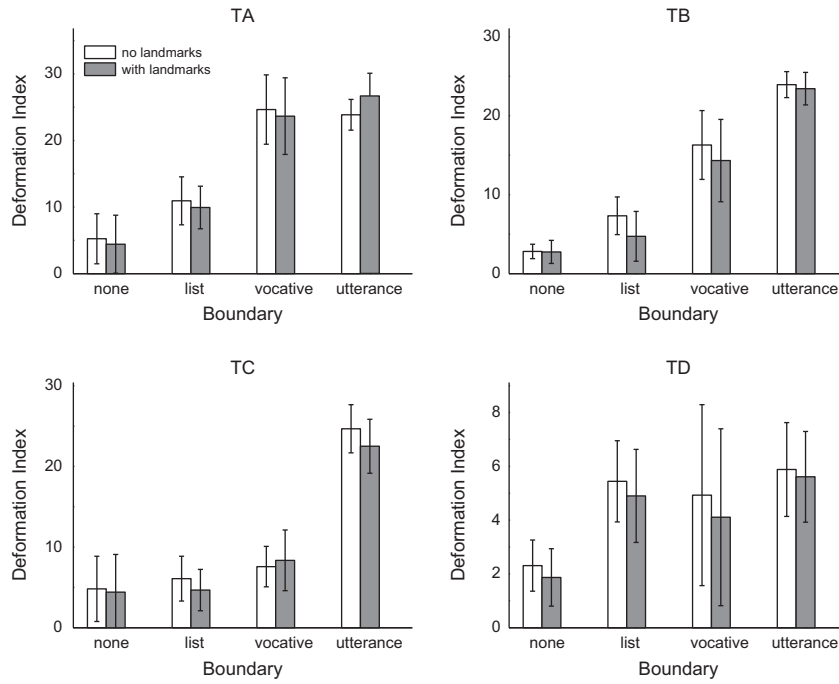 TA
no landmarks
with landmarks
Deformation Index
30
20
10
0
none list vocative utterance
Boundary
TB
Deformation Index
30
20
10
0
none list vocative utterance
Boundary
TC
Deformation Index
30
20
10
0
none list vocative utterance
Boundary
TD
Deformation Index
8
6
4
2
0
none list vocative utterance
Boundary